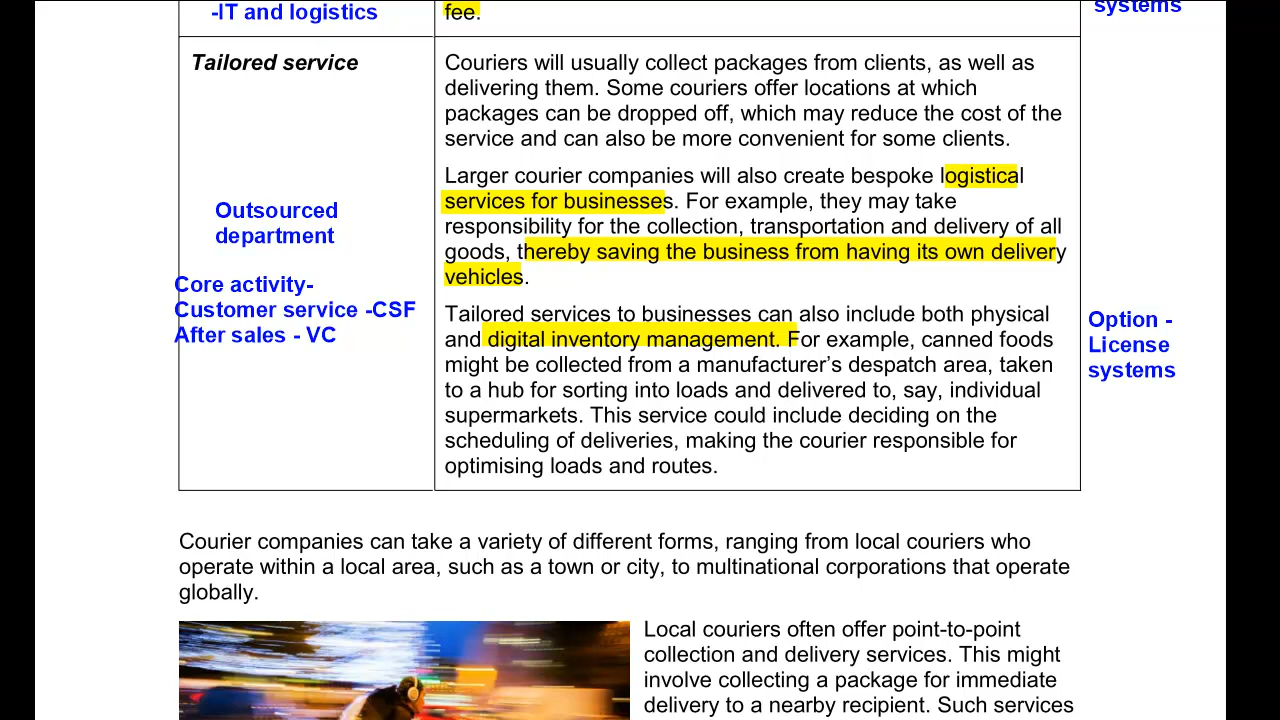 -IT and logistics
fee.
systems
Tailored service
Couriers will usually collect packages from clients, as well as
delivering them. Some couriers offer locations at which
packages can be dropped off, which may reduce the cost of the
service and can also be more convenient for some clients.
Larger courier companies will also create bespoke logistical
services for businesses. For example, they may take
responsibility for the collection, transportation and delivery of all
goods, thereby saving the business from having its own delivery
vehicles.
Tailored services to businesses can also include both physical
and digital inventory management. For example, canned foods
might be collected from a manufacturer’s despatch area, taken
to a hub for sorting into loads and delivered to, say, individual
supermarkets. This service could include deciding on the
scheduling of deliveries, making the courier responsible for
optimising loads and routes.
Outsourced
department
Core activity-
Customer service -CSF
After sales - VC
Option -
License
systems
Courier companies can take a variety of different forms, ranging from local couriers who
operate within a local area, such as a town or city, to multinational corporations that operate
globally.
Local couriers often offer point-to-point
collection and delivery services. This might
involve collecting a package for immediate
delivery to a nearby recipient. Such services